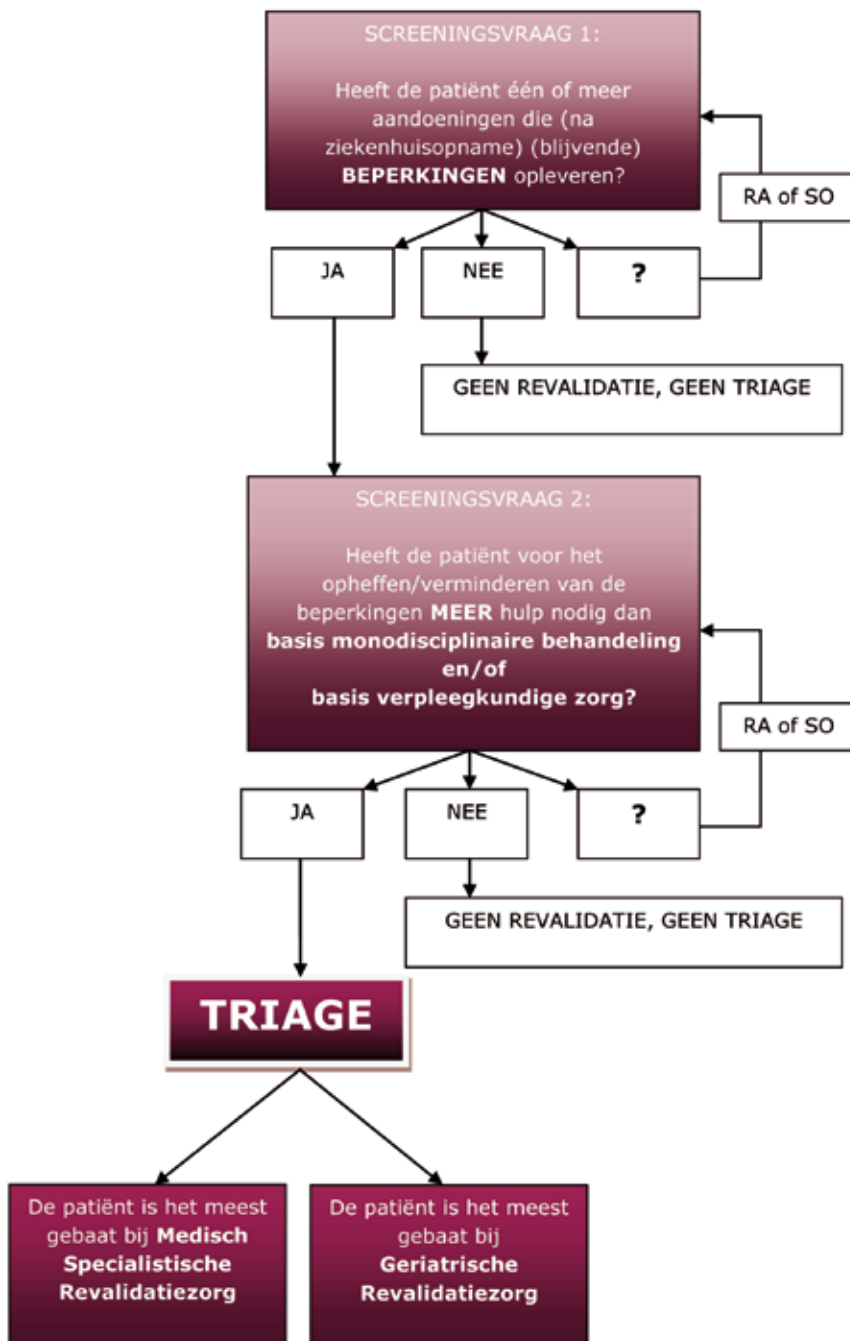 SCREENINGSVRAAG 1:
Heeft de patiënt één of meer
aandoeningen die (na
ziekenhuisopname) (blijvende)
BEPERKINGEN opleveren?
RA of SO
JA
NEE
?
GEEN REVALIDATIE, GEEN TRIAGE
SCREENINGSVRAAG 2:
Heeft de patiënt voor het
opheffen/verminderen van de
beperkingen MEER hulp nodig dan
basis monodisciplinaire behandeling
en/of
basis verpleegkundige zorg?
RA of SO
JA
NEE
?
GEEN REVALIDATIE, GEEN TRIAGE
TRIAGE
De patiënt is het meest
gebaat bij Medisch
Specialistische
Revalidatiezorg
De patiënt is het meest
gebaat bij
Geriatrische
Revalidatiezorg